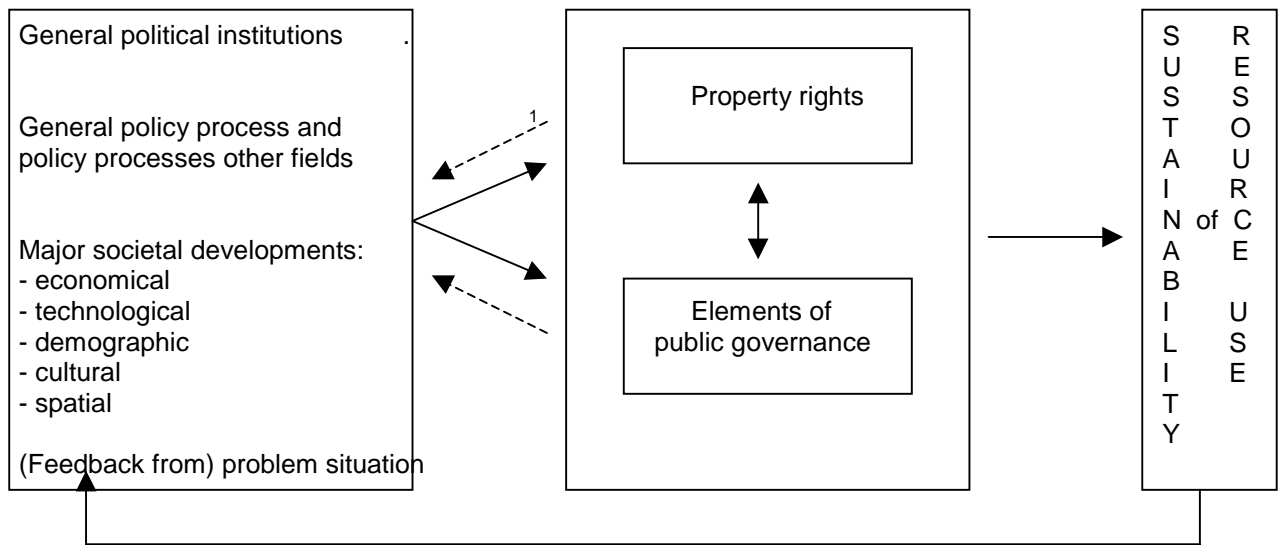 General political institutions .
General policy process and
policy processes other fields
Major societal developments:
- economical
- technological
- demographic
- cultural
- spatial
(Feedback from) problem situation
1
Property rights
Elements of
public governance
SUSTAINABILITY
of
RESOURCE USE